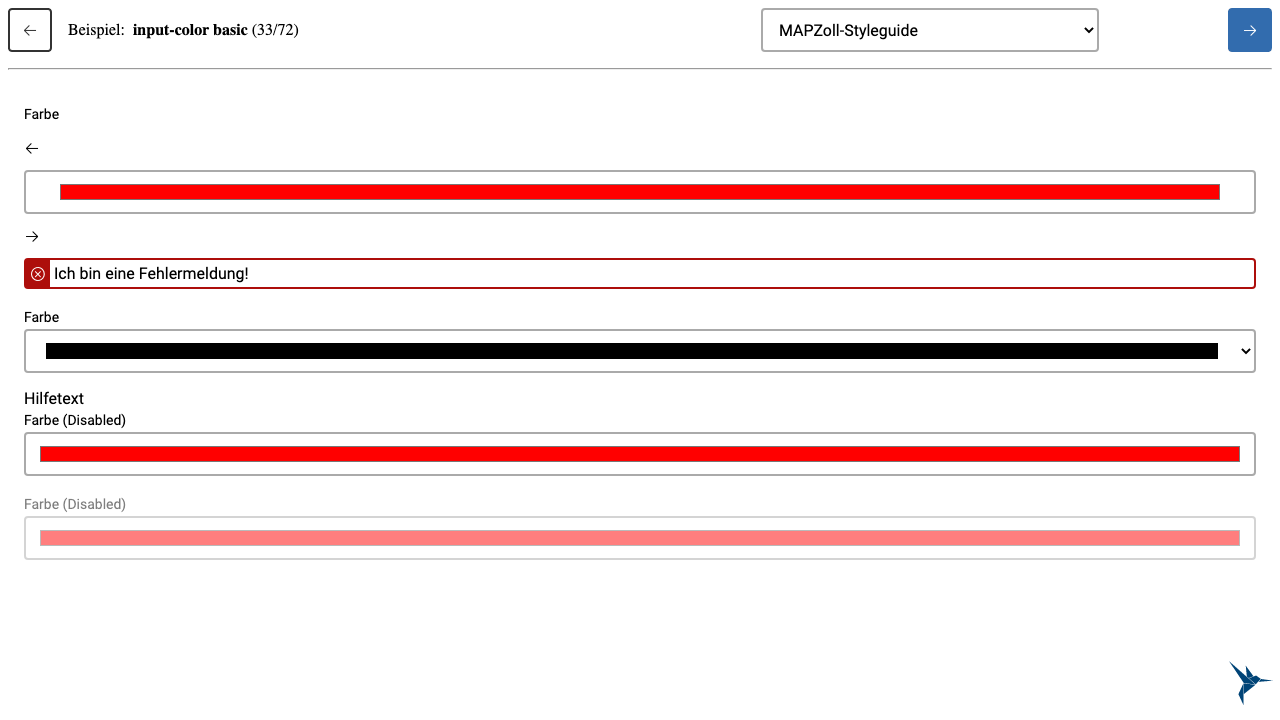 Beispiel: input-color basic (33/72)
MAPZoll-Styleguide
Farbe
Ich bin eine Fehlermeldung!
Farbe
Hilfetext
Farbe (Disabled)
Farbe (Disabled)